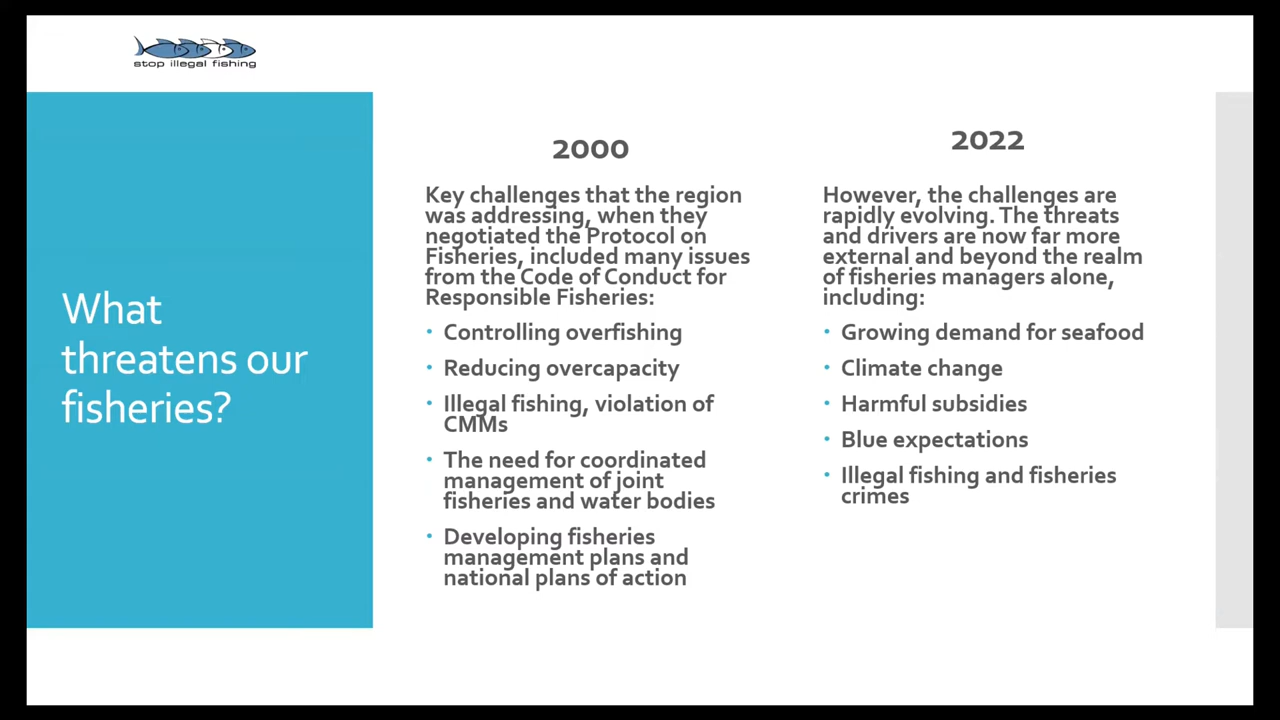 stop illegal fishing
What
threatens our
fisheries?
2000
Key challenges that the region
was addressing, when they
negotiated the Protocol on
Fisheries, included many issues
from the Code of Conduct for
Responsible Fisheries:
• Controlling overfishing
• Reducing overcapacity
• Illegal fishing, violation of
CMMs
• The need for coordinated
management of joint
fisheries and water bodies
• Developing fisheries
management plans and
national plans of action
2022
However, the challenges are
rapidly evolving. The threats
and drivers are now far more
external and beyond the realm
of fisheries managers alone,
including:
• Growing demand for seafood
• Climate change
• Harmful subsidies
• Blue expectations
• Illegal fishing and fisheries
crimes